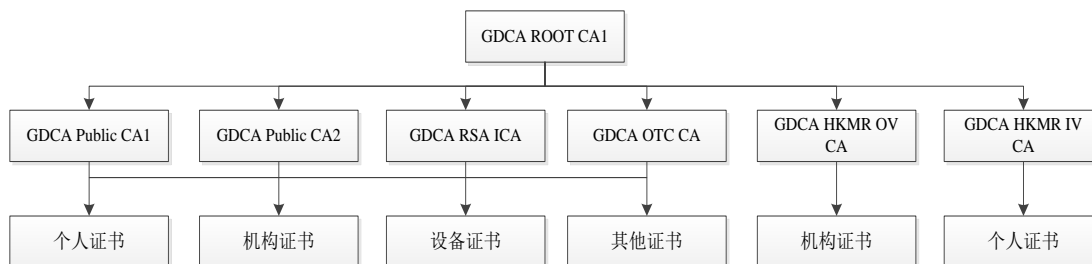 GDCA ROOT CA1
GDCA Public CA1
GDCA Public CA2
GDCA RSA ICA
GDCA OTC CA
GDCA HKMR OV
CA
GDCA HKMR IV
CA
个人证书
机构证书
设备证书
其他证书
机构证书
个人证书